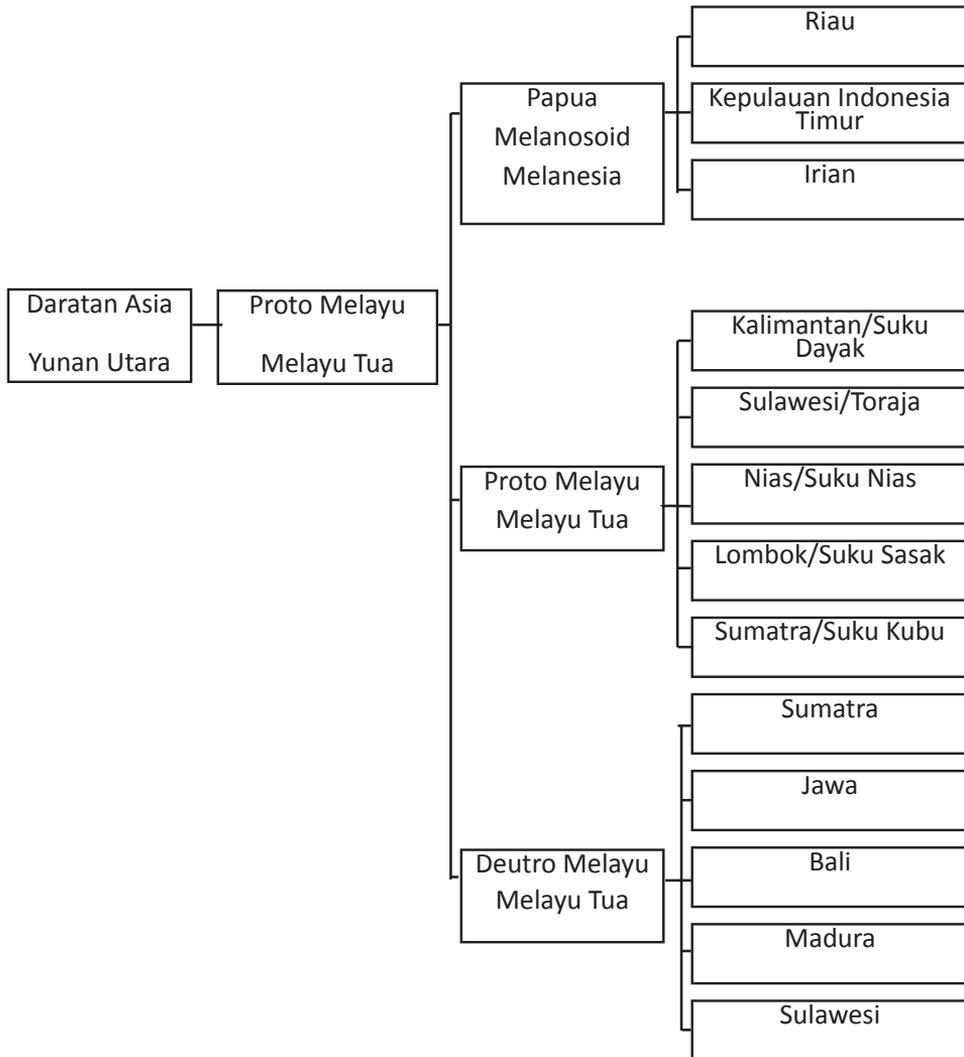 Daratan Asia
Yunan Utara
Proto Melayu
Melayu Tua
Papua
Melanosoid
Melanesia
Riau
Kepulauan Indonesia
Timur
Irian
Proto Melayu
Melayu Tua
Kalimantan/Suku
Dayak
Sulawesi/Toraja
Nias/Suku Nias
Lombok/Suku Sasak
Sumatra/Suku Kubu
Deutro Melayu
Melayu Tua
Sumatra
Jawa
Bali
Madura
Sulawesi